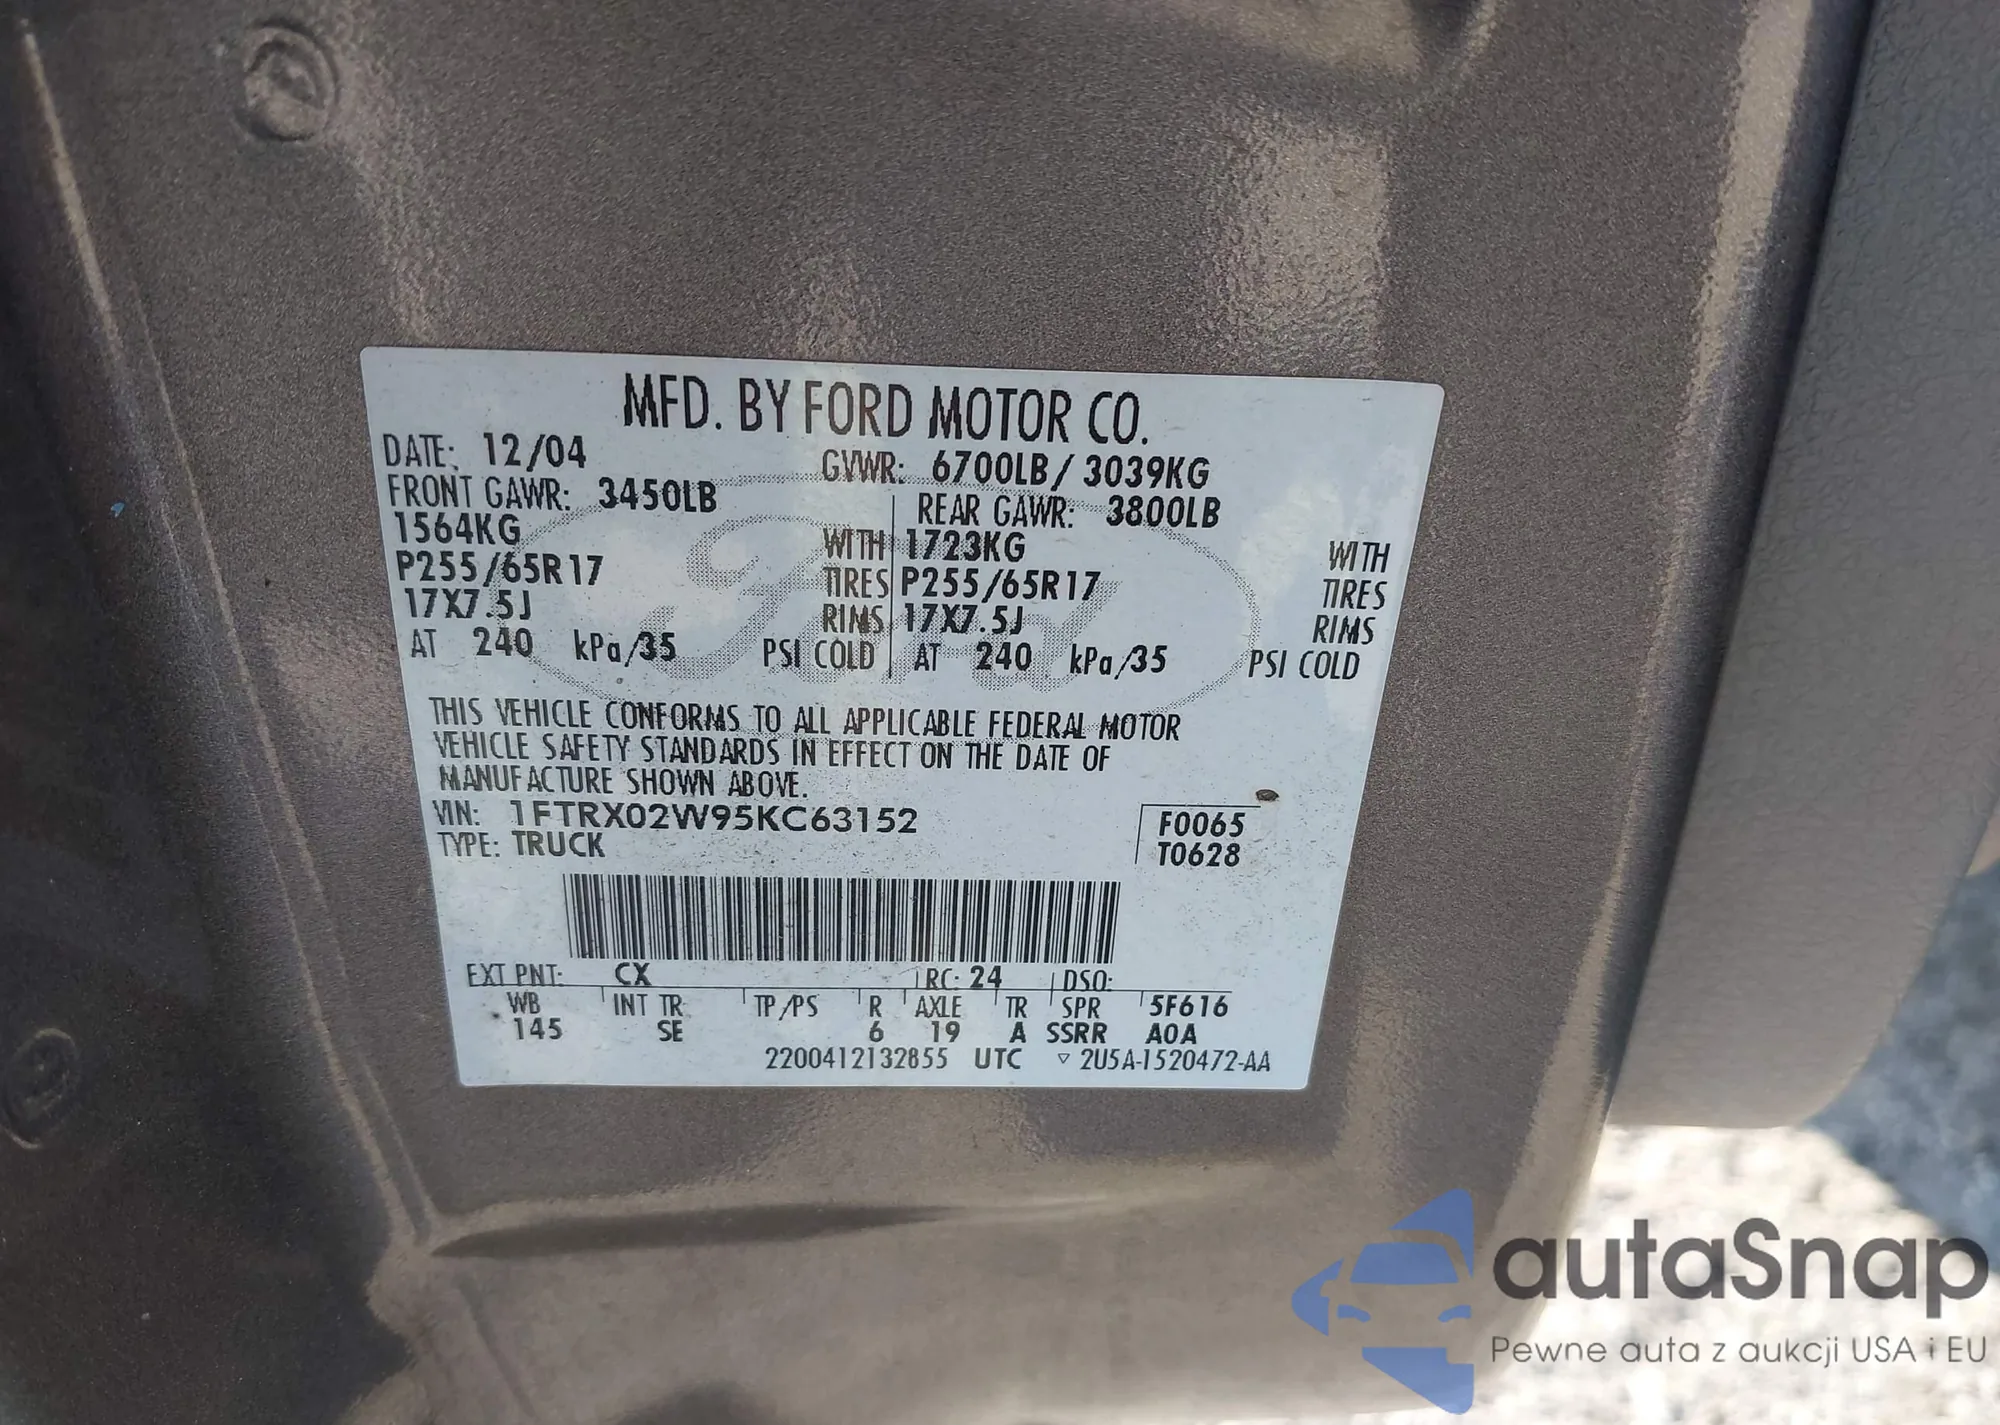 MFD. BY FORD MOTOR CO.
DATE: 12/04 GVWR: 6700LB/ 3039KG
FRONT GAWR: 3450LB REAR GAWR: 3800LB
1564KG WITH 1723KG WITH
P255/65R17 TIRES P255/65R17 TIRES
17X7.5J RIMS 17X7.5J RIMS
AT 240 kPa/35 PSI COLD AT 240 kPa/35 PSI COLD
Ford
THIS VEHICLE CONFORMS TO ALL APPLICABLE FEDERAL MOTOR
VEHICLE SAFETY STANDARDS IN EFFECT ON THE DATE OF
MANUFACTURE SHOWN ABOVE.
VIN: 1FTRX02W95KC63152 F0065
TYPE: TRUCK T0628
EXT PNT: CX RC: 24 DSO:
WB INT TR TP/PS R AXLE TR SPR 5F616
145 SE 6 19 A SSRR A0A
2200412132855 UTC ▽ 2U5A-1520472-AA
autaSnap
Pewne auta z aukcji USA i EU